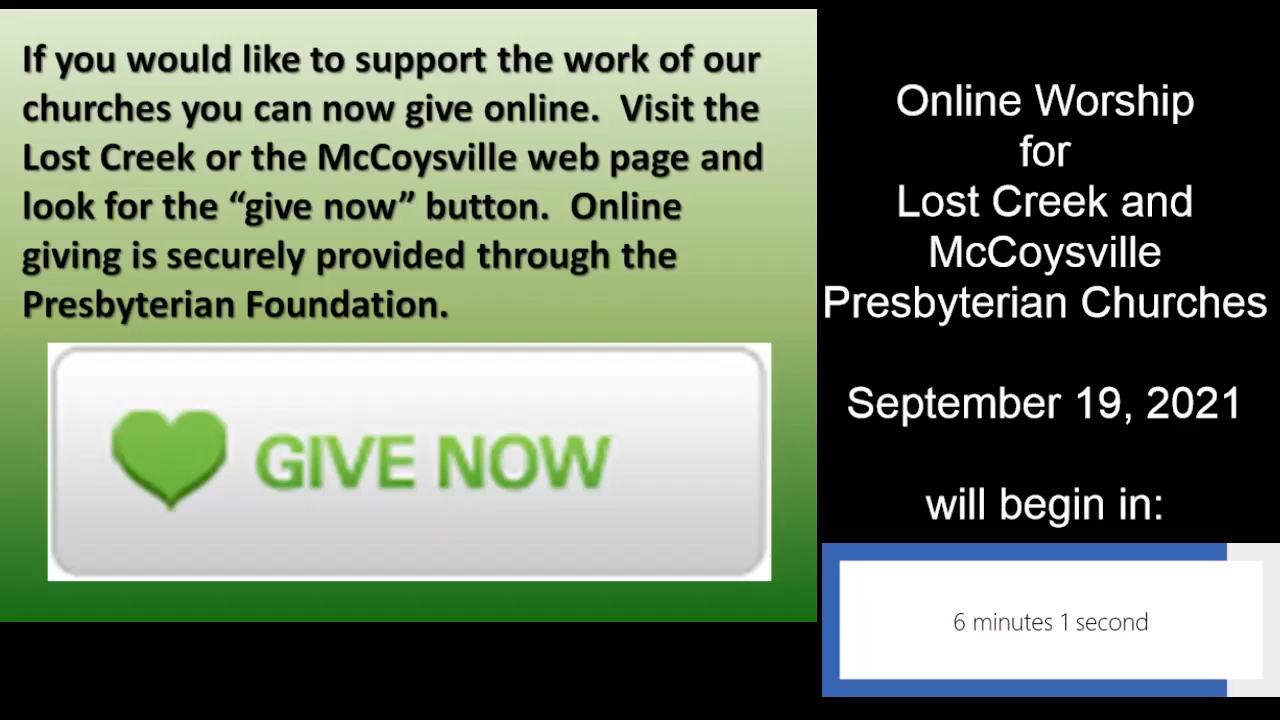 If you would like to support the work of our
churches you can now give online.  Visit the
Lost Creek or the McCoysville web page and
look for the “give now” button.  Online
giving is securely provided through the
Presbyterian Foundation.
GIVE NOW
Online Worship
for
Lost Creek and
McCoysville
Presbyterian Churches
September 19, 2021
will begin in:
6 minutes 1 second